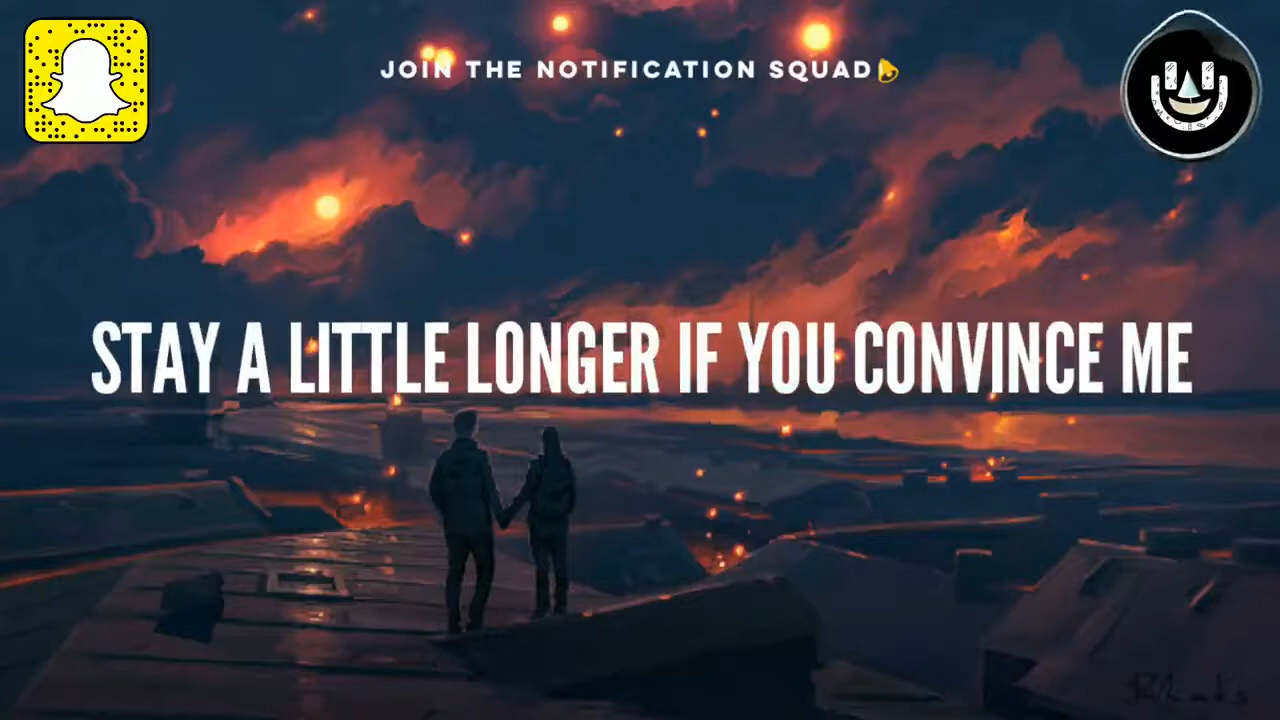 JOIN THE NOTIFICATION SQUAD🔔
STAY A LITTLE LONGER IF YOU CONVINCE ME